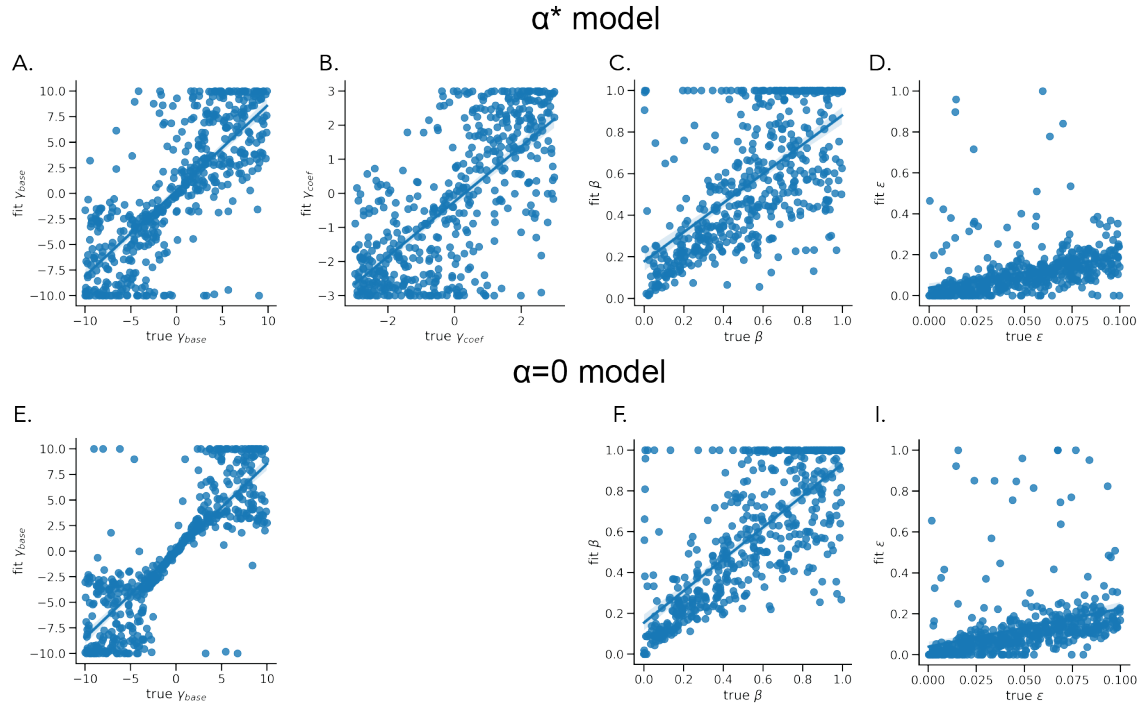 α* model
A. B. C. D.
10.0 7.5 5.0 2.5 0.0 −2.5 −5.0 −7.5 −10.0
fit γbase
−10 −5 0 5 10
true γbase
3 2 1 0 −1 −2 −3
fit γcoef
−2 0 2
true γcoef
1.0 0.8 0.6 0.4 0.2 0.0
fit β
0.0 0.2 0.4 0.6 0.8 1.0
true β
1.0 0.8 0.6 0.4 0.2 0.0
fit ε
0.000 0.025 0.050 0.075 0.100
true ε
α=0 model
E. F. I.
10.0 7.5 5.0 2.5 0.0 −2.5 −5.0 −7.5 −10.0
fit γbase
−10 −5 0 5 10
true γbase
1.0 0.8 0.6 0.4 0.2 0.0
fit β
0.0 0.2 0.4 0.6 0.8 1.0
true β
1.0 0.8 0.6 0.4 0.2 0.0
fit ε
0.000 0.025 0.050 0.075 0.100
true ε